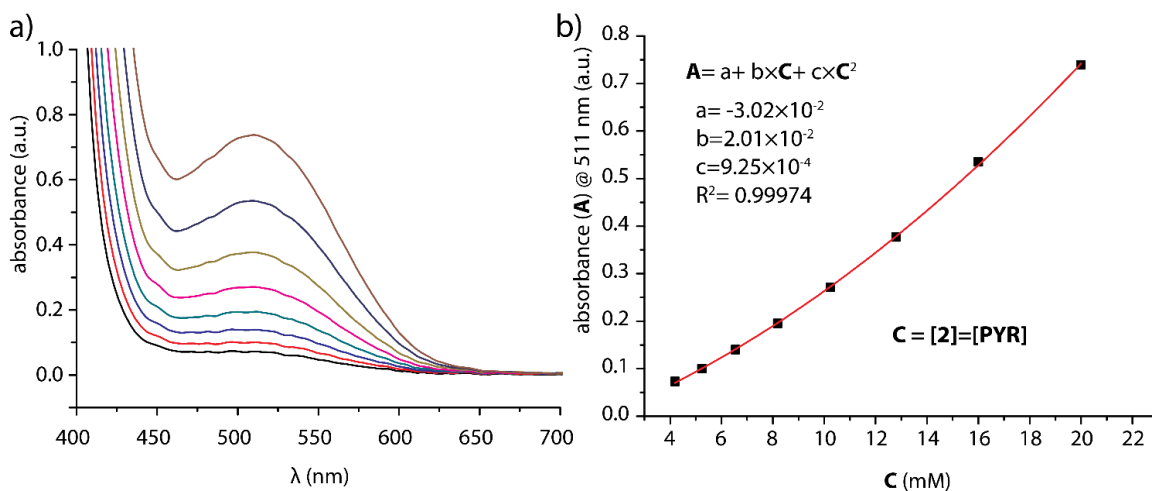 a)
absorbance (a.u.)
1.0
0.8
0.6
0.4
0.2
0.0
400 450 500 550 600 650 700
λ (nm)
b)
absorbance (A) @ 511 nm (a.u.)
0.8
0.7
0.6
0.5
0.4
0.3
0.2
0.1
0.0
A= a+ b×C+ c×C²
a= -3.02×10⁻²
b=2.01×10⁻²
c=9.25×10⁻⁴
R²= 0.99974
C = [2]=[PYR]
4 6 8 10 12 14 16 18 20 22
C (mM)